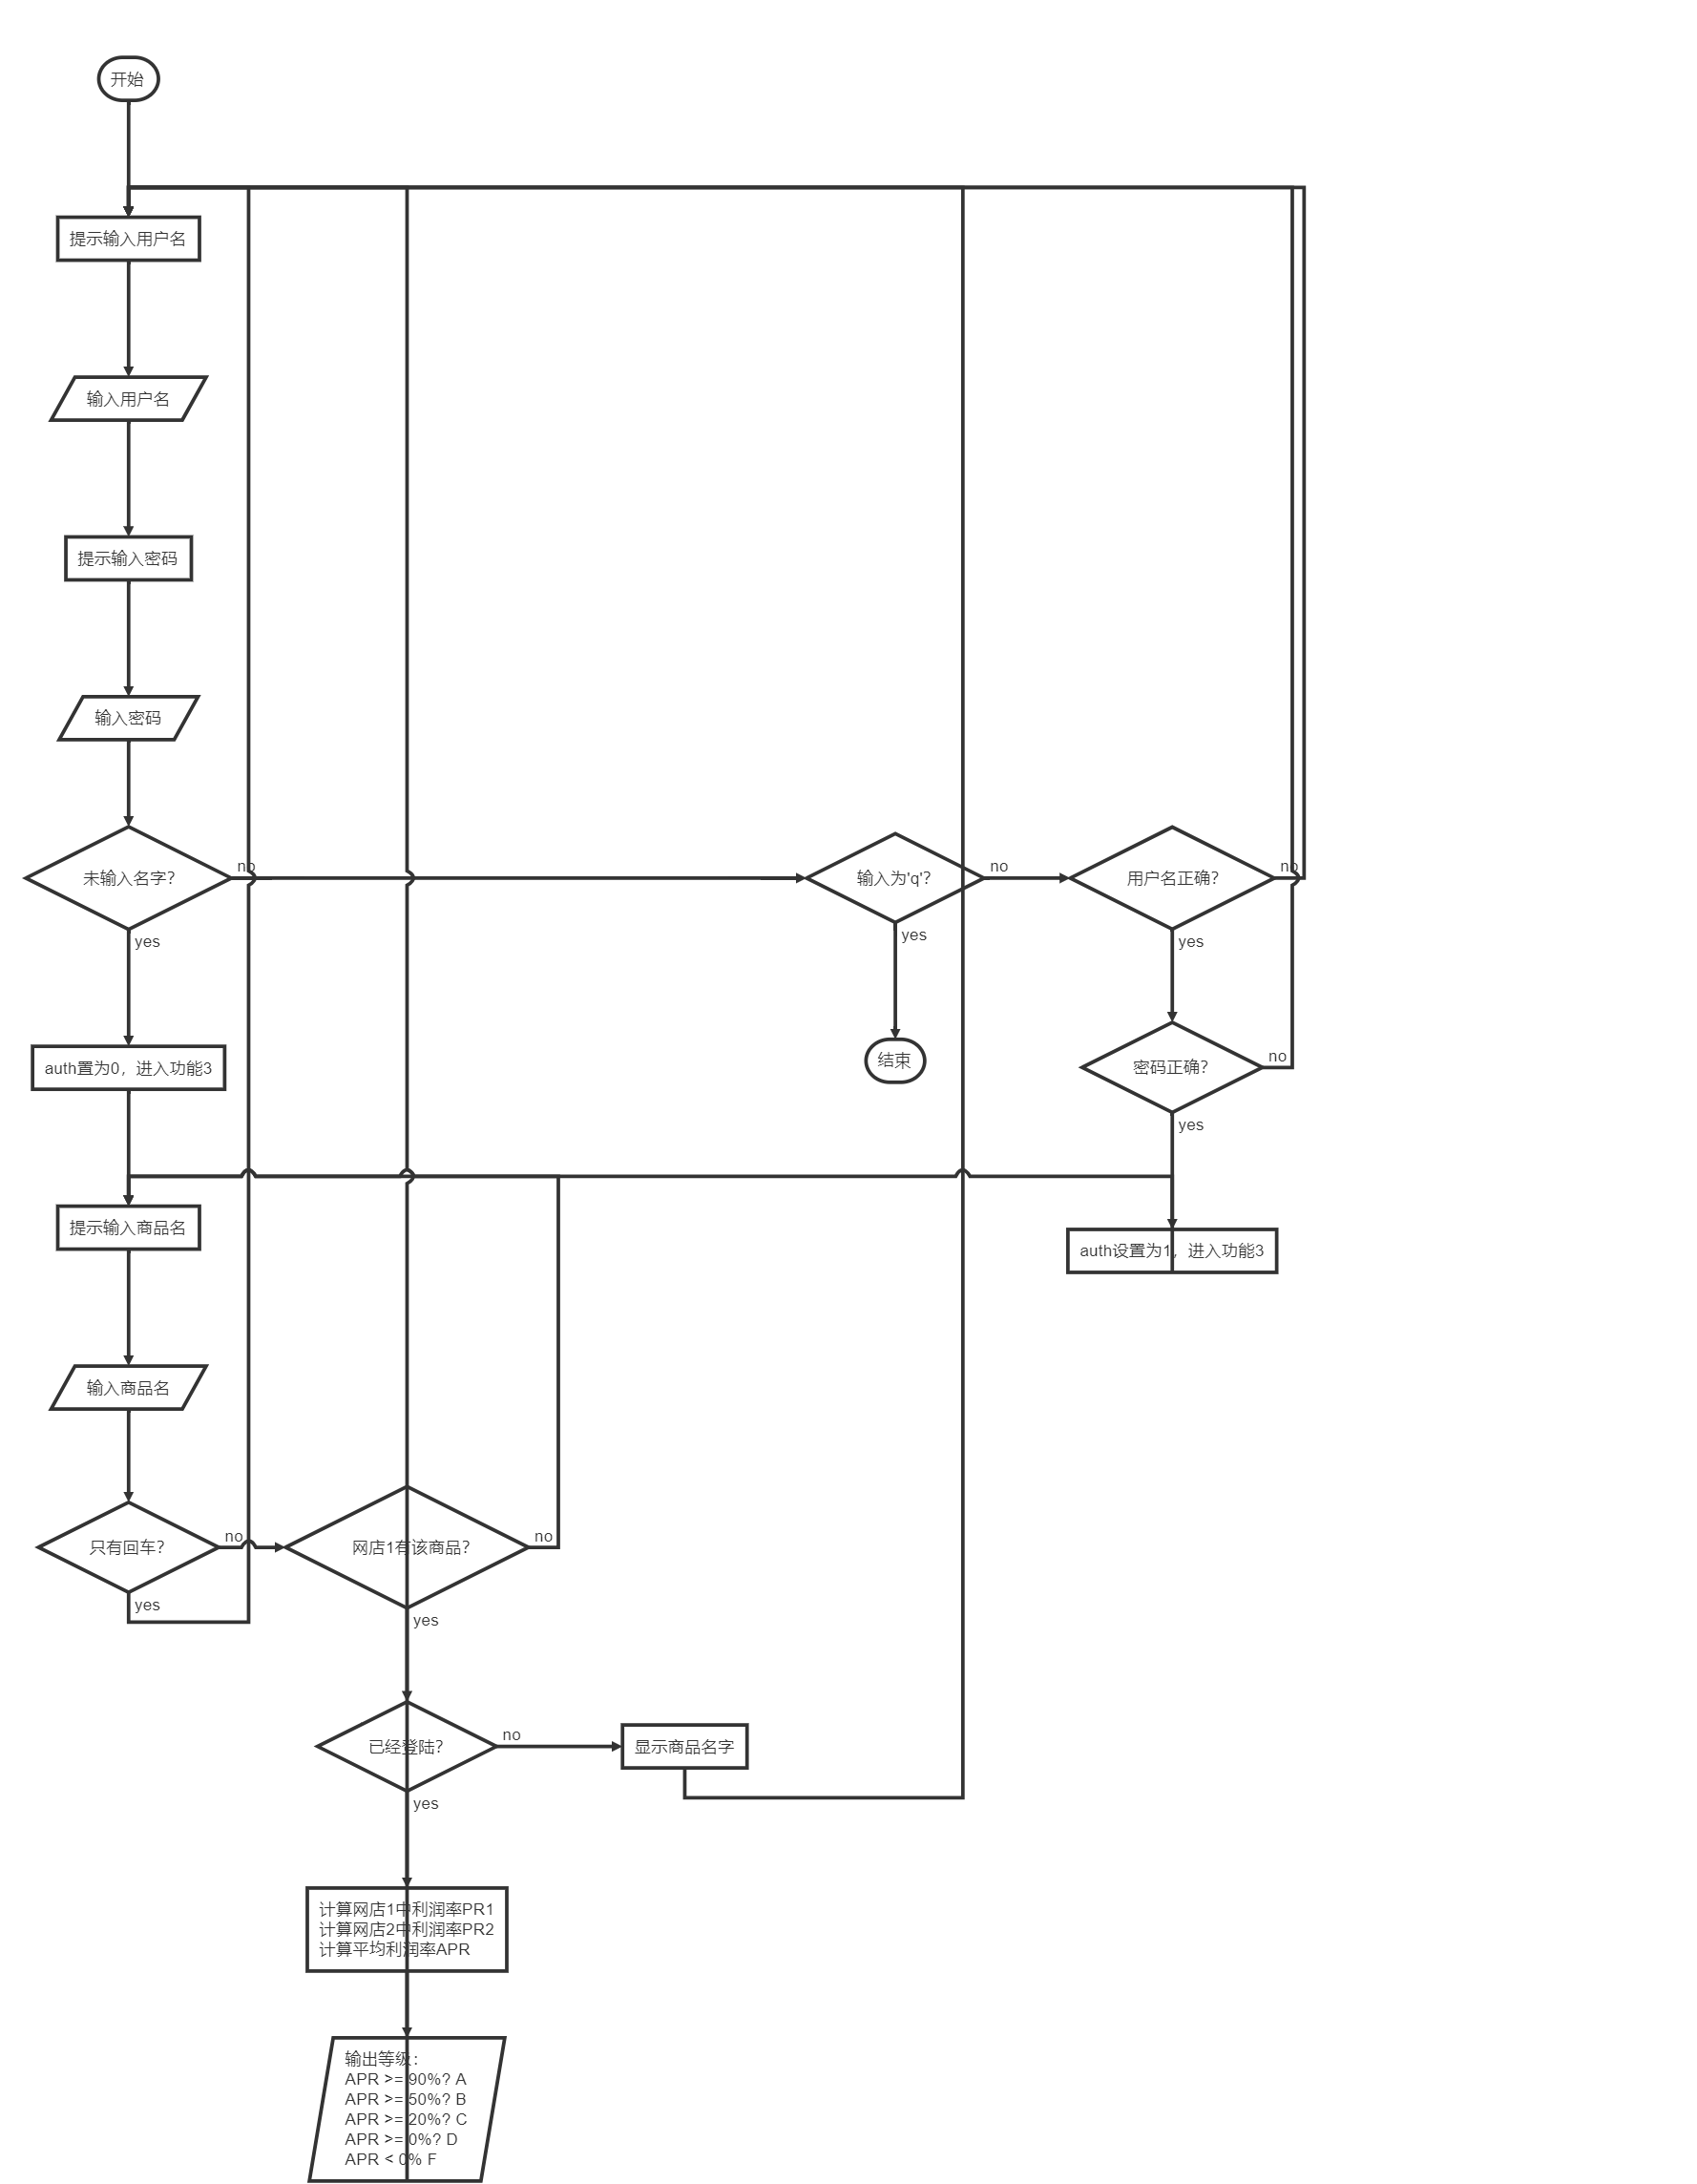 开始
提示输入用户名
输入用户名
提示输入密码
输入密码
未输入名字?
no
yes
输入为'q'?
no
yes
用户名正确?
no
yes
结束
密码正确?
no
yes
auth置为0，进入功能3
auth设置为1，进入功能3
提示输入商品名
输入商品名
只有回车?
no
yes
网店1有该商品?
no
yes
已经登陆?
no
yes
显示商品名字
计算网店1中利润率PR1
计算网店2中利润率PR2
计算平均利润率APR
输出等级：
APR >= 90%? A
APR >= 50%? B
APR >= 20%? C
APR >= 0%? D
APR < 0% F